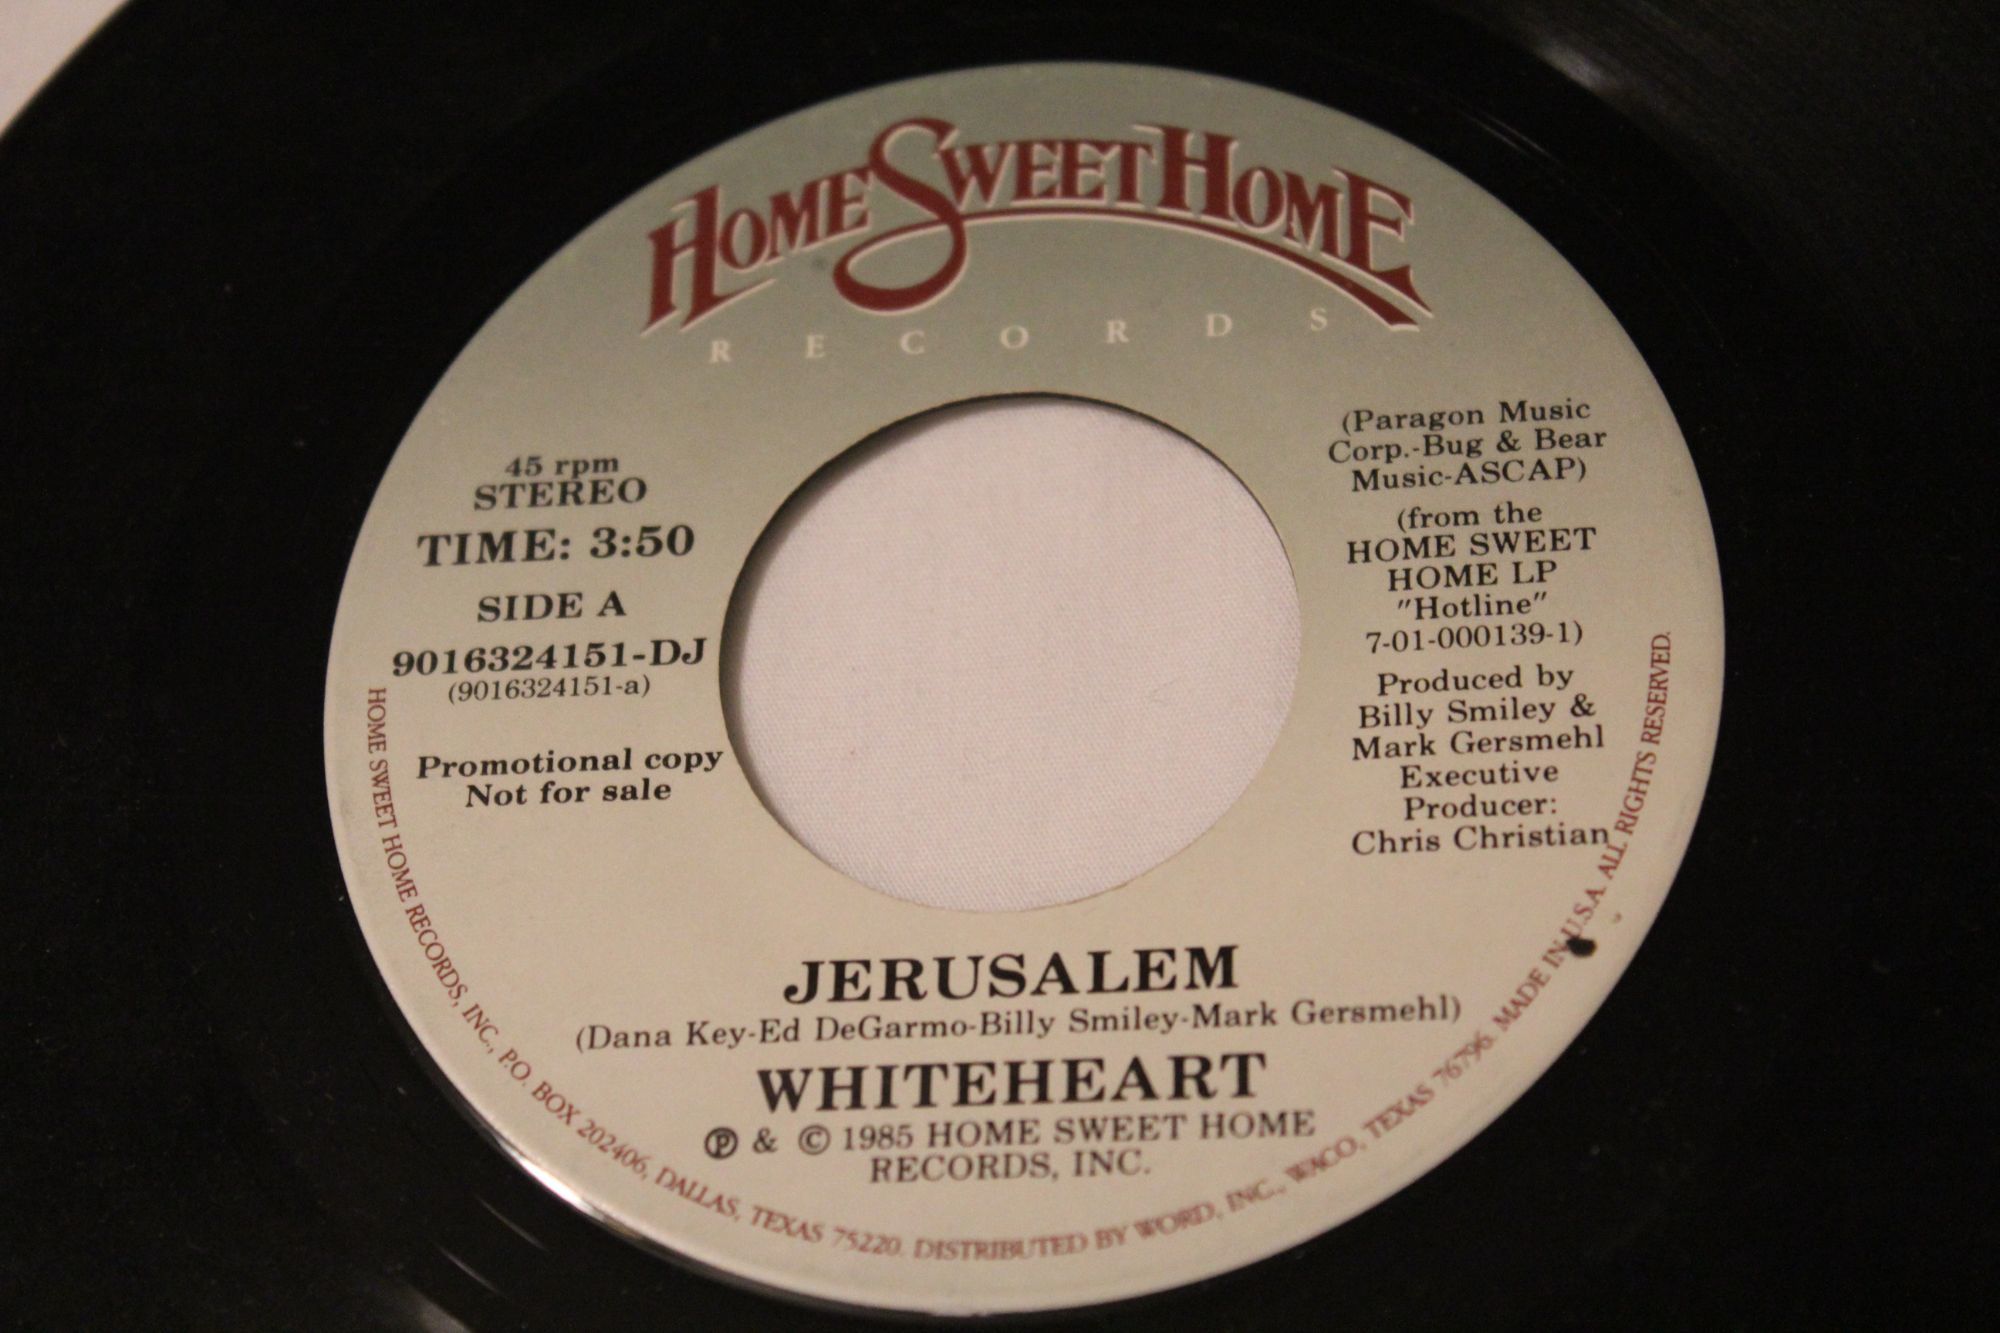 HOME SWEET HOME
RECORDS
45 rpm
STEREO
TIME: 3:50
SIDE A
9016324151-DJ
(9016324151-a)
Promotional copy
Not for sale
(Paragon Music
Corp.-Bug & Bear
Music-ASCAP)
(from the
HOME SWEET
HOME LP
"Hotline"
7-01-000139-1)
Produced by
Billy Smiley &
Mark Gersmehl
Executive
Producer:
Chris Christian
JERUSALEM
(Dana Key-Ed DeGarmo-Billy Smiley-Mark Gersmehl)
WHITEHEART
℗ & © 1985 HOME SWEET HOME
RECORDS, INC.
HOME SWEET HOME RECORDS, INC., P.O. BOX 202406, DALLAS, TEXAS 75220. DISTRIBUTED BY WORD, INC., WACO, TEXAS 76796. MADE IN U.S.A. ALL RIGHTS RESERVED.